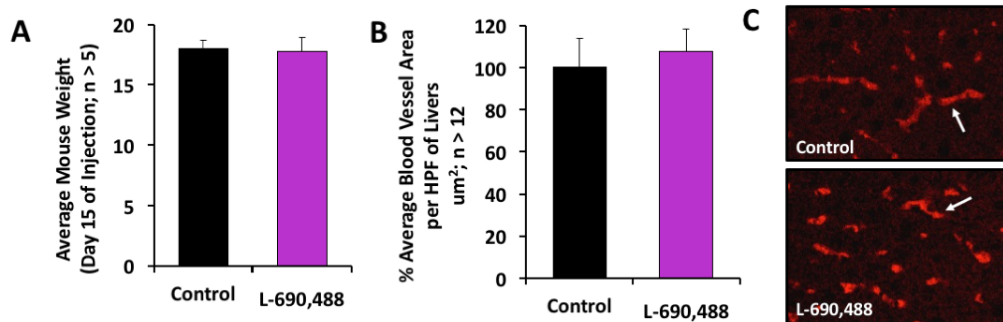 A
Average Mouse Weight
(Day 15 of Injection; n > 5)
20
15
10
5
0
Control
L-690,488
B
% Average Blood Vessel Area
per HPF of Livers
um²; n > 12
120
100
80
60
40
20
0
Control
L-690,488
C
Control
L-690,488